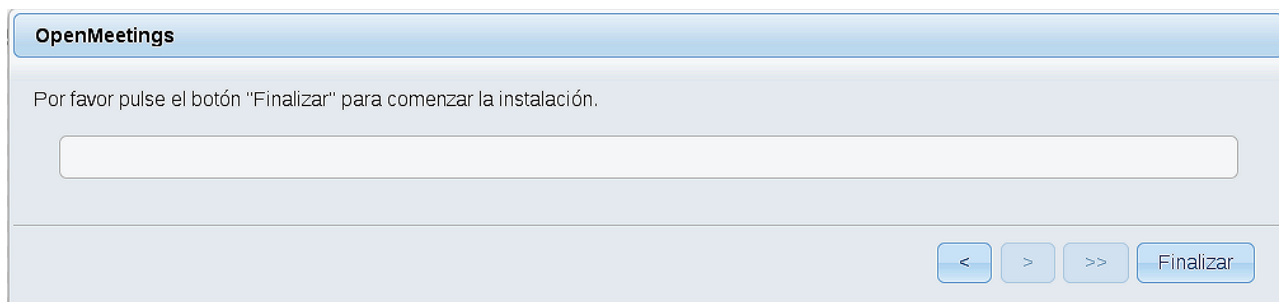 OpenMeetings
Por favor pulse el botón "Finalizar" para comenzar la instalación.
< > >> Finalizar